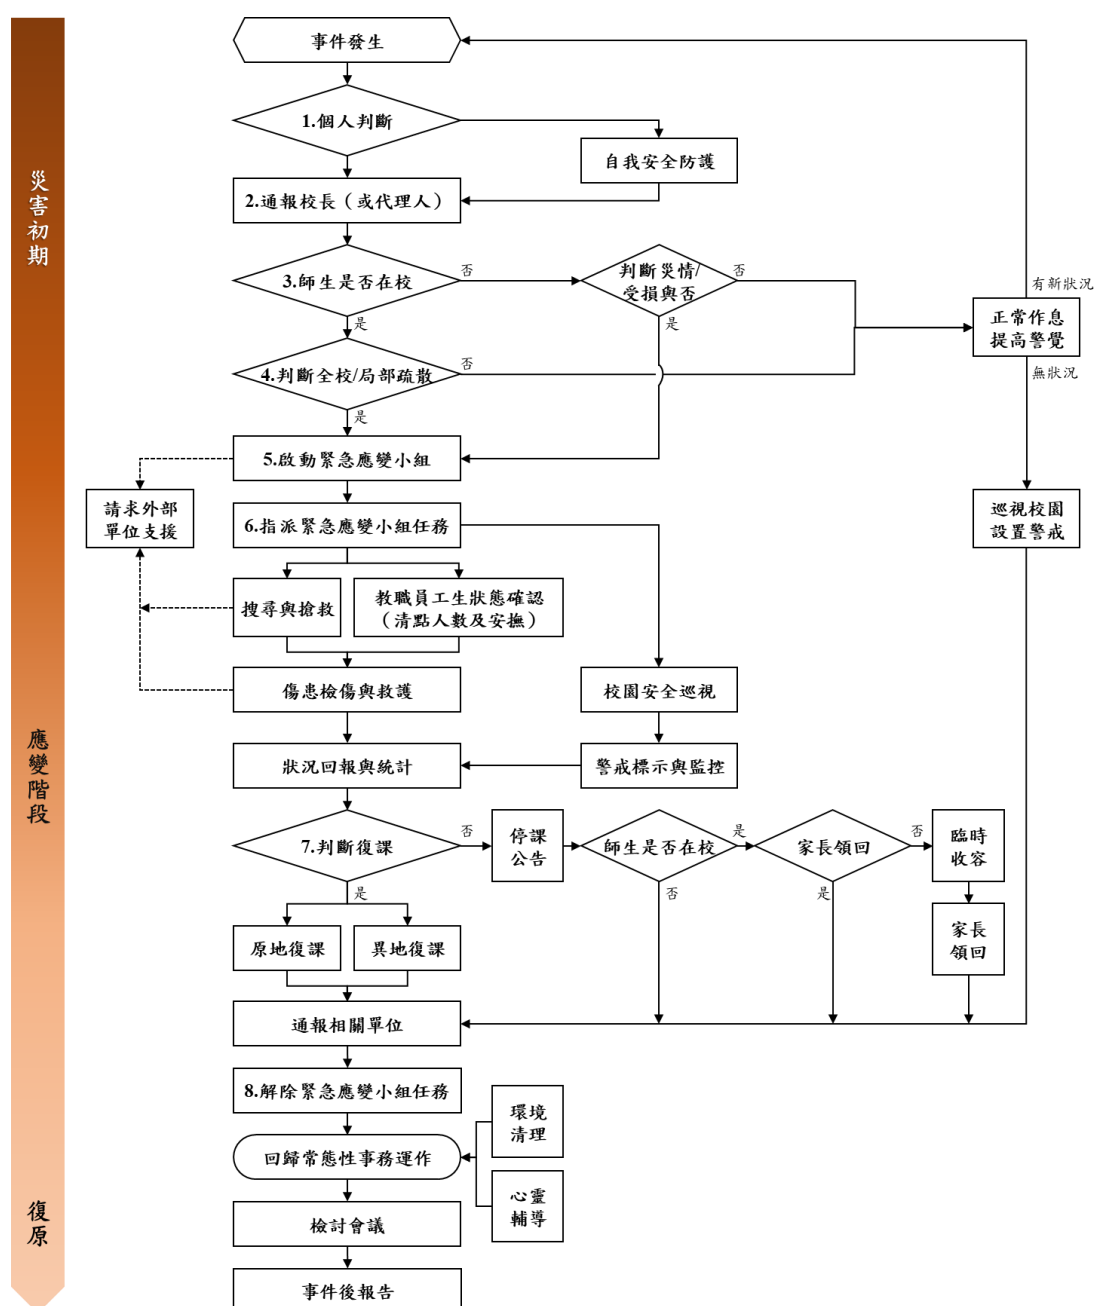 災害初期
應變階段
復原
事件發生
1.個人判斷
自我安全防護
2.通報校長（或代理人）
3.師生是否在校
否
是
判斷災情/
受損與否
否
是
有新狀況
正常作息
提高警覺
無狀況
4.判斷全校/局部疏散
否
是
5.啟動緊急應變小組
請求外部
單位支援
6.指派緊急應變小組任務
巡視校園
設置警戒
搜尋與搶救
教職員工生狀態確認
（清點人數及安撫）
傷患檢傷與救護
校園安全巡視
狀況回報與統計
警戒標示與監控
7.判斷復課
否
是
停課
公告
師生是否在校
是
否
家長領回
否
是
臨時
收容
家長
領回
原地復課
異地復課
通報相關單位
8.解除緊急應變小組任務
環境
清理
回歸常態性事務運作
心靈
輔導
檢討會議
事件後報告